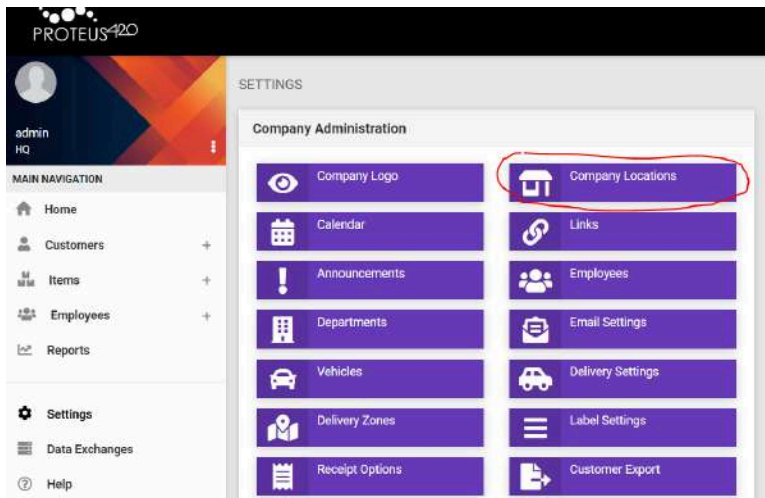 PROTEUS420
admin
HQ
MAIN NAVIGATION
Home
Customers +
Items +
Employees +
Reports
Settings
Data Exchanges
Help
SETTINGS
Company Administration
Company Logo
Company Locations
Calendar
Links
Announcements
Employees
Departments
Email Settings
Vehicles
Delivery Settings
Delivery Zones
Label Settings
Receipt Options
Customer Export